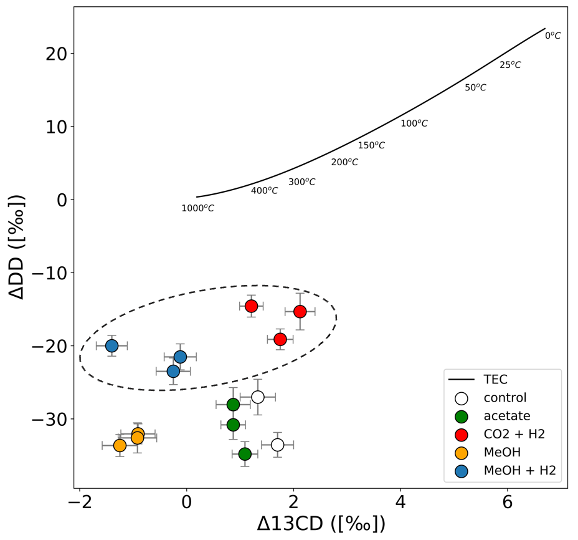 20
10
0
−10
−20
−30
−2
0
2
4
6
ΔDD ([‰])
Δ13CD ([‰])
0°C
25°C
50°C
100°C
150°C
200°C
300°C
400°C
1000°C
TEC
control
acetate
CO2 + H2
MeOH
MeOH + H2